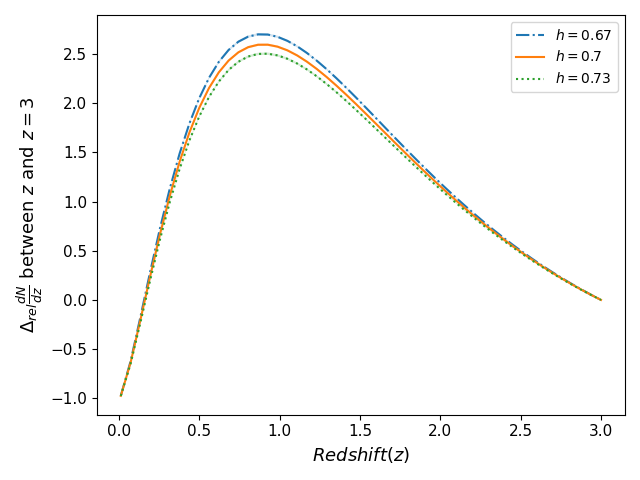 h = 0.67
h = 0.7
h = 0.73
Δrel dN/dz between z and z = 3
2.5
2.0
1.5
1.0
0.5
0.0
−0.5
−1.0
0.0 0.5 1.0 1.5 2.0 2.5 3.0
Redshift(z)